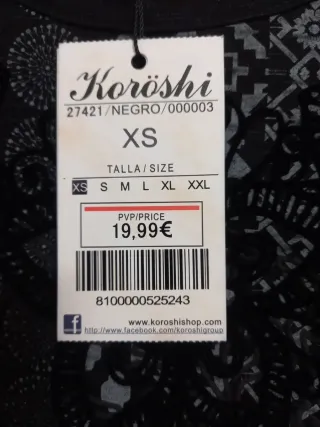 Koröshi
27421/NEGRO/000003
XS
TALLA/SIZE
XS S M L XL XXL
PVP/PRICE
19,99€
8100000525243
www.koroshishop.com
f http://www.facebook.com/koroshigroup